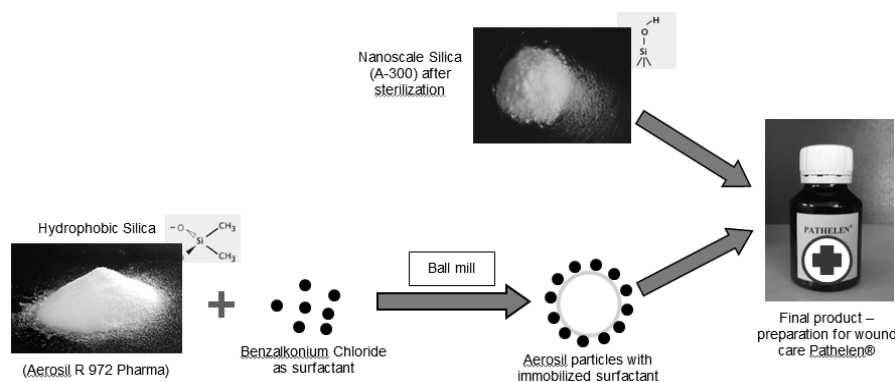 Nanoscale Silica
(A-300) after
sterilization
H
O
Si
Hydrophobic Silica
O
Si
CH₃
CH₃
(Aerosil R 972 Pharma)
Benzalkonium Chloride
as surfactant
Ball mill
Aerosil particles with
immobilized surfactant
PATHELEN®
Final product –
preparation for wound
care Pathelen®